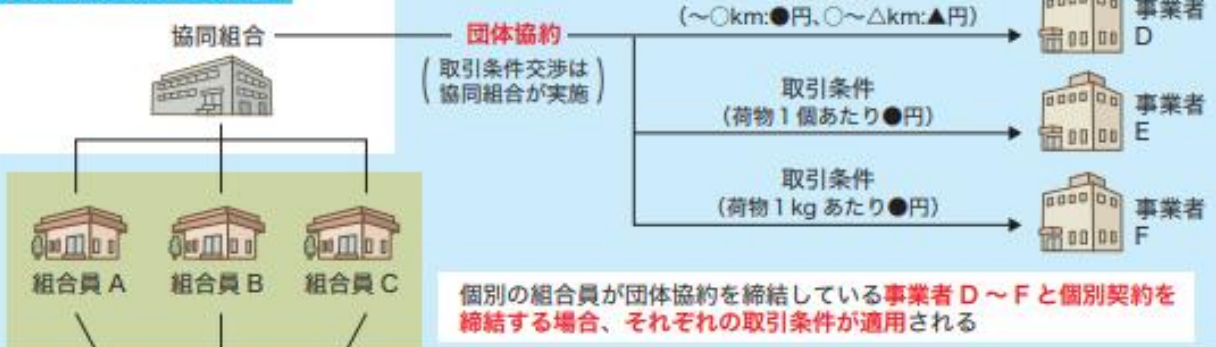 協同組合
団体協約
(取引条件交渉は
協同組合が実施)
(～○km:●円、○～△km:▲円)
事業者
D
取引条件
(荷物1個あたり●円)
事業者
E
取引条件
(荷物1kgあたり●円)
事業者
F
組合員A
組合員B
組合員C
個別の組合員が団体協約を締結している事業者 D ～ F と個別契約を
締結する場合、それぞれの取引条件が適用される